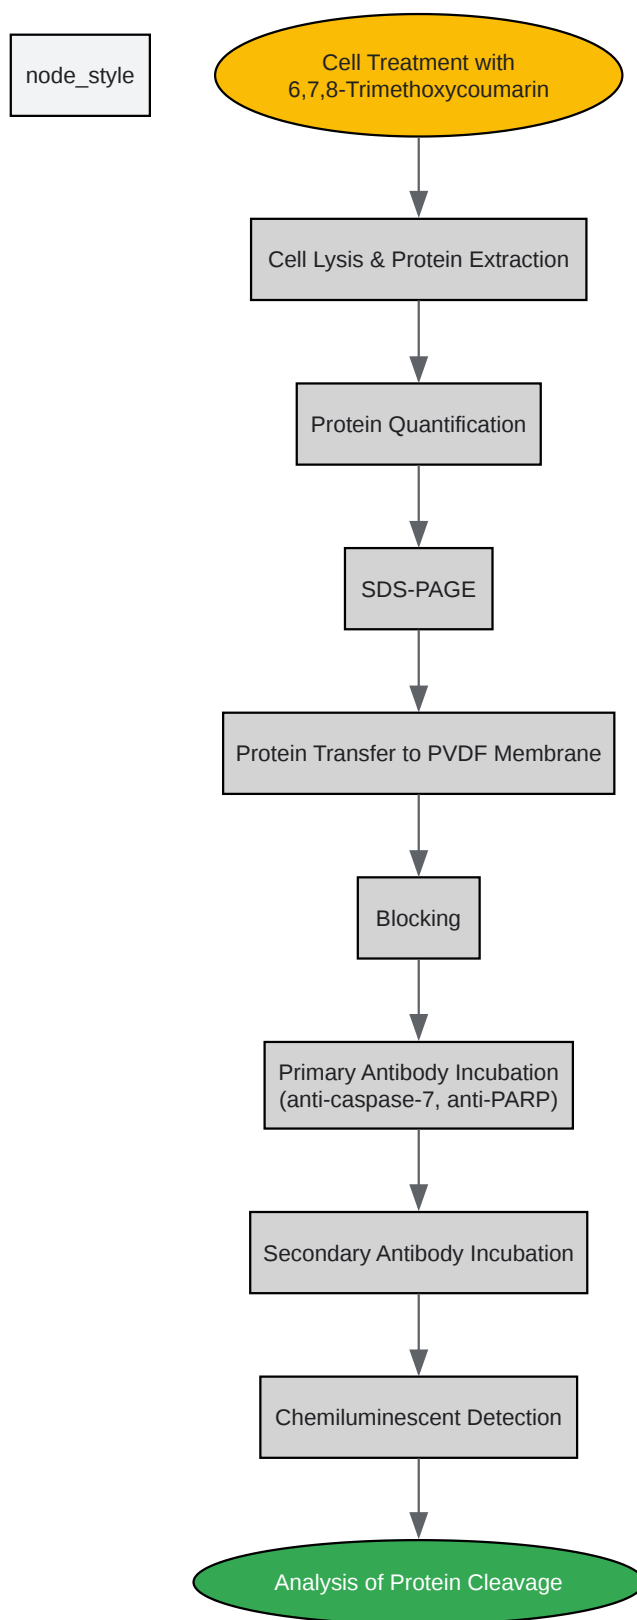 node_style
Cell Treatment with
6,7,8-Trimethoxycoumarin
Cell Lysis & Protein Extraction
Protein Quantification
SDS-PAGE
Protein Transfer to PVDF Membrane
Blocking
Primary Antibody Incubation
(anti-caspase-7, anti-PARP)
Secondary Antibody Incubation
Chemiluminescent Detection
Analysis of Protein Cleavage